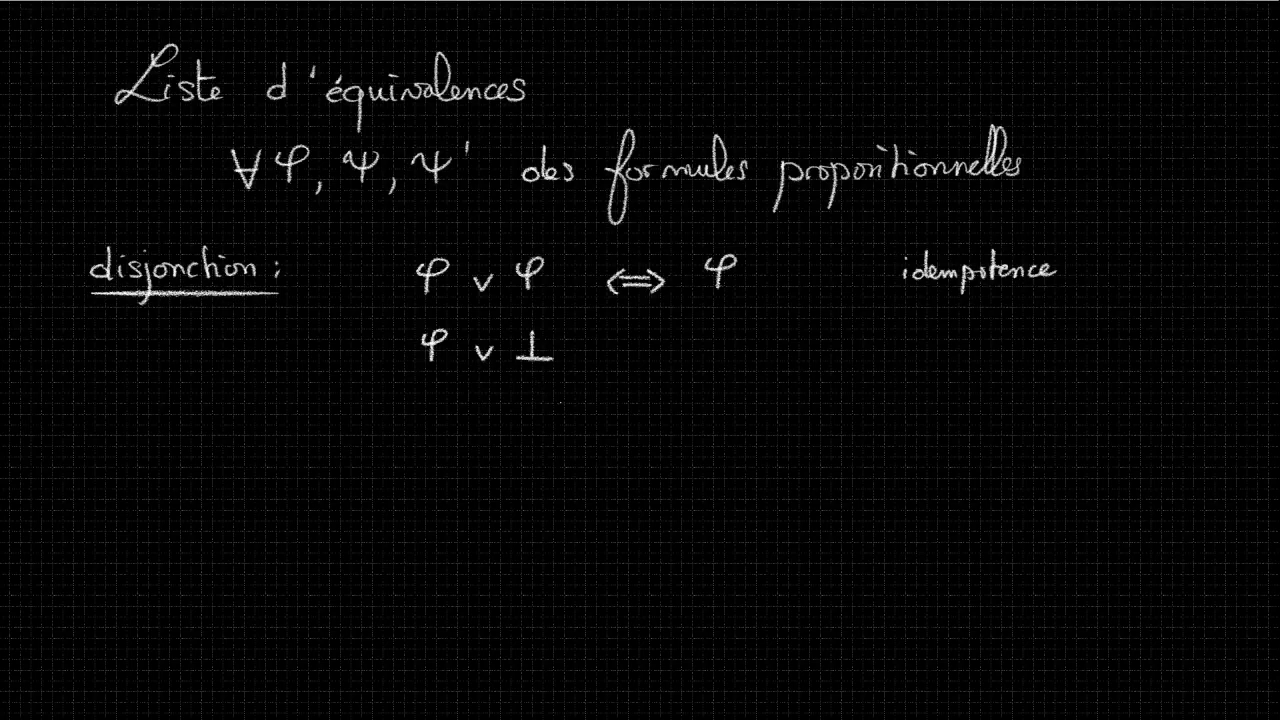 Liste d'équivalences
∀φ, ψ, ψ' des formules propositionnelles
disjonction : φ ∨ φ ⇔ φ idempotence
φ ∨ ⊥